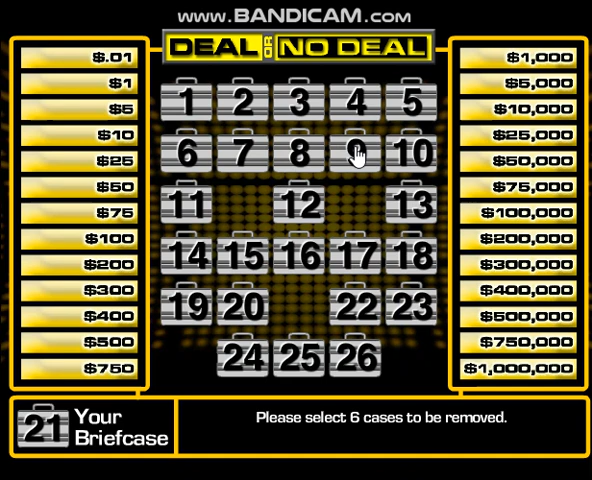 www.BANDICAM.com
DEAL OR NO DEAL
$.01
$1
$5
$10
$25
$50
$75
$100
$200
$300
$400
$500
$750
1 2 3 4 5
6 7 8 9 10
11 12 13
14 15 16 17 18
19 20 22 23
24 25 26
$1,000
$5,000
$10,000
$25,000
$50,000
$75,000
$100,000
$200,000
$300,000
$400,000
$500,000
$750,000
$1,000,000
21 Your
Briefcase
Please select 6 cases to be removed.